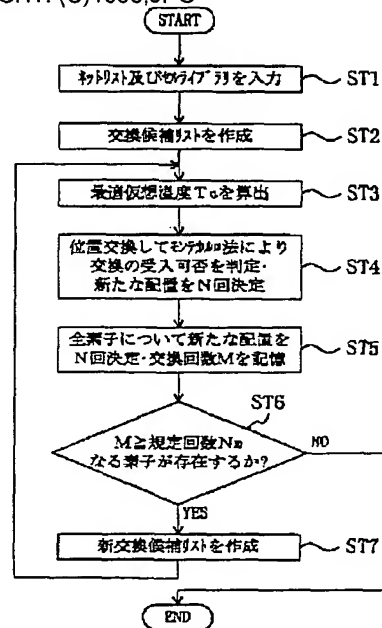 START
ネットリスト及びセルライブラリを入力
ST1
交換候補リストを作成
ST2
最適仮想温度Tcを算出
ST3
位置交換してモンテカルロ法により
交換の受入可否を判定・
新たな配置をN回決定
ST4
全素子について新たな配置を
N回決定・交換回数Mを記憶
ST5
ST6
M≧規定回数Nm
なる素子が存在するか?
NO
YES
新交換候補リストを作成
ST7
END